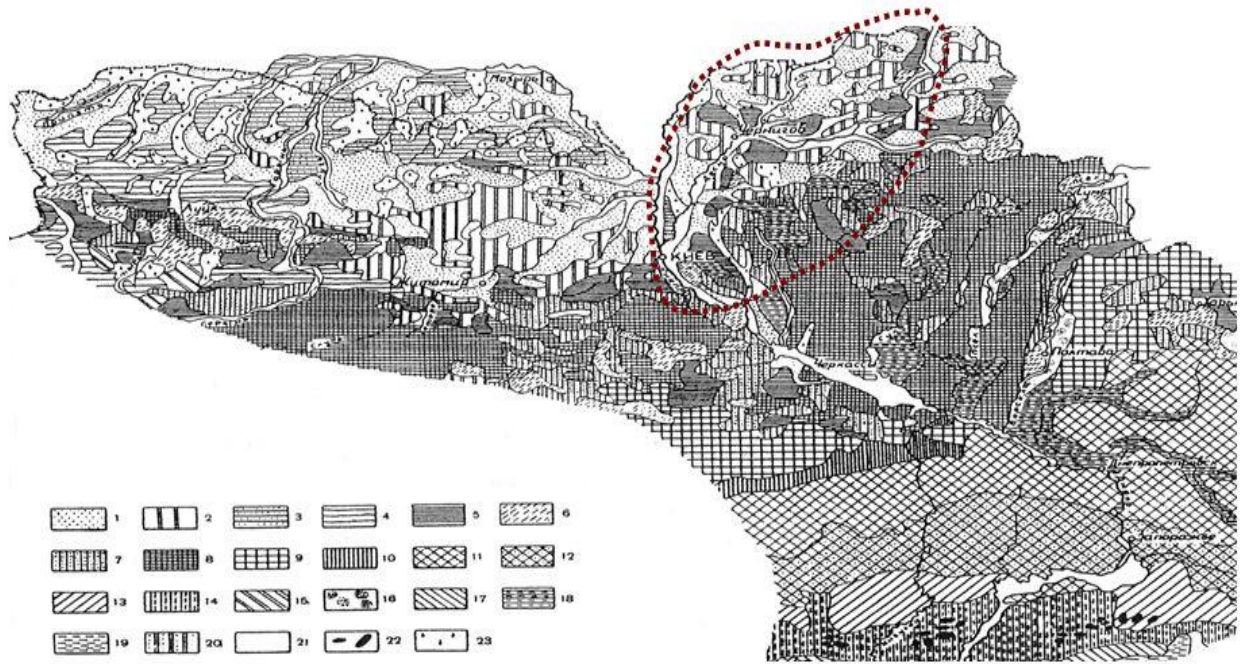 Мозырь
Чернигов
Луцк
КИЕВ
Житомир
Полтава
Черкассы
Днепропетровск
Запорожье
1 2 3 4 5 6
7 8 9 10 11 12
13 14 15 16 17 18
19 20 21 22 23